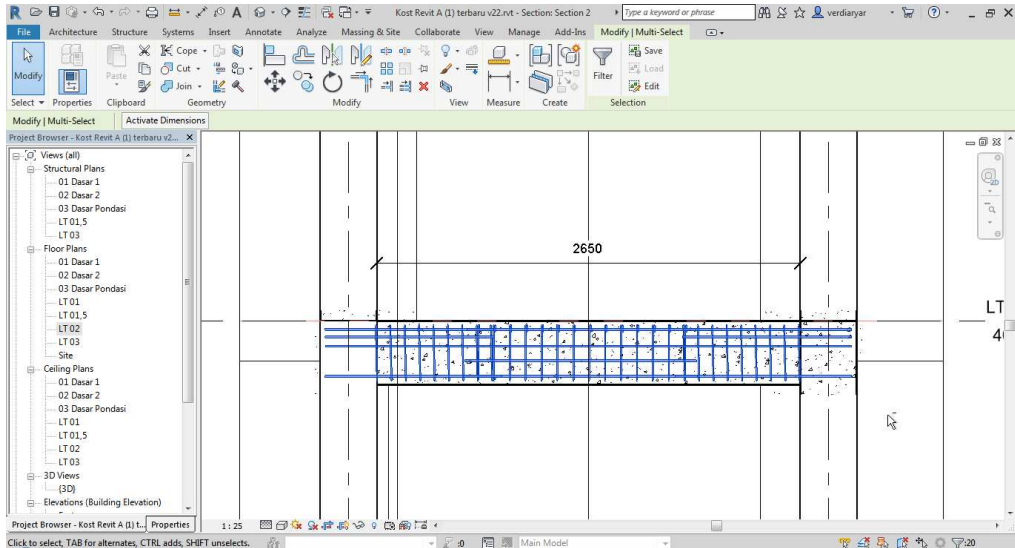 Kost Revit A (1) terbaru v22.rvt - Section: Section 2
Type a keyword or phrase
verdiaryar
File Architecture Structure Systems Insert Annotate Analyze Massing & Site Collaborate View Manage Add-Ins Modify | Multi-Select
Modify
Paste
Cope
Cut
Join
Filter
Save
Load
Edit
Select Properties Clipboard Geometry Modify View Measure Create Selection
Modify | Multi-Select Activate Dimensions
Project Browser - Kost Revit A (1) terbaru v2...
Views (all)
Structural Plans
01 Dasar 1
02 Dasar 2
03 Dasar Pondasi
LT 01,5
LT 03
Floor Plans
01 Dasar 1
02 Dasar 2
03 Dasar Pondasi
LT 01
LT 01,5
LT 02
LT 03
Site
Ceiling Plans
01 Dasar 1
02 Dasar 2
03 Dasar Pondasi
LT 01
LT 01,5
LT 02
LT 03
3D Views
{3D}
Elevations (Building Elevation)
2650
LT
Project Browser - Kost Revit A (1) t... Properties
1 : 25
Click to select, TAB for alternates, CTRL adds, SHIFT unselects.
:0
Main Model
:20